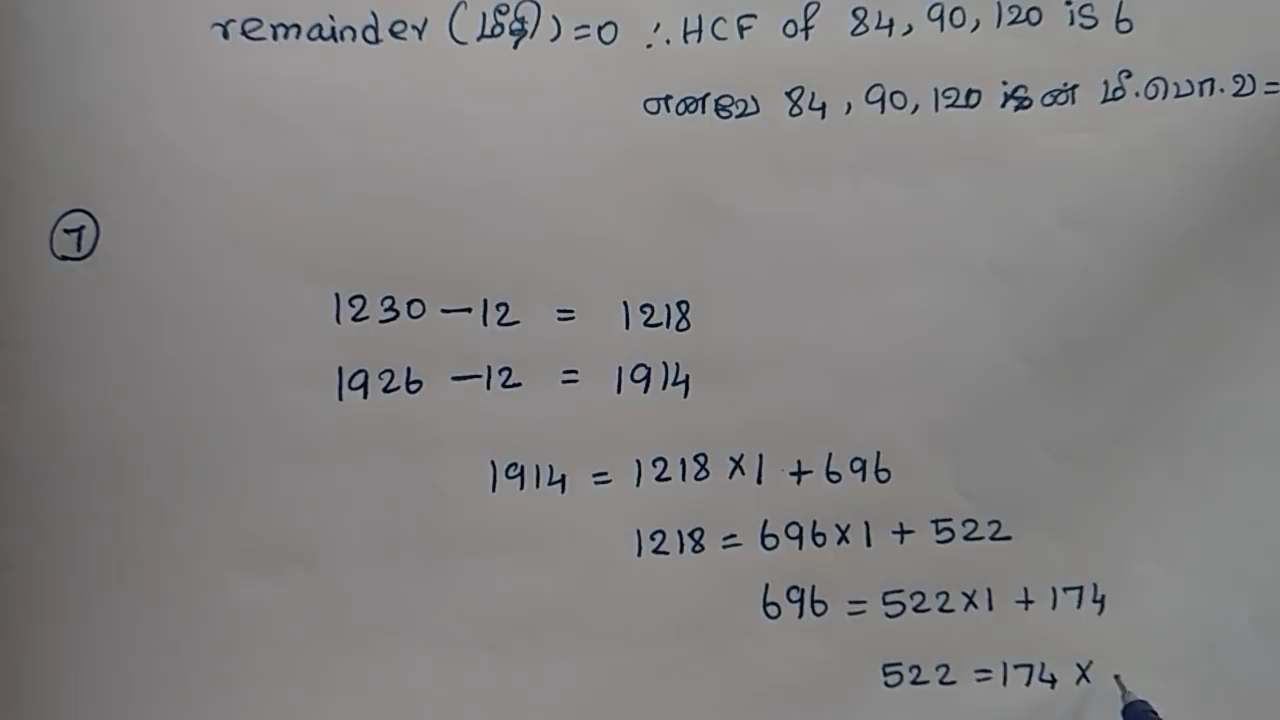 remainder (மீதி) = 0 ∴ HCF of 84, 90, 120 is 6
எனவே 84, 90, 120 ன் மீ.பொ.வ =
7
1230 - 12 = 1218
1926 - 12 = 1914
1914 = 1218 × 1 + 696
1218 = 696 × 1 + 522
696 = 522 × 1 + 174
522 = 174 ×